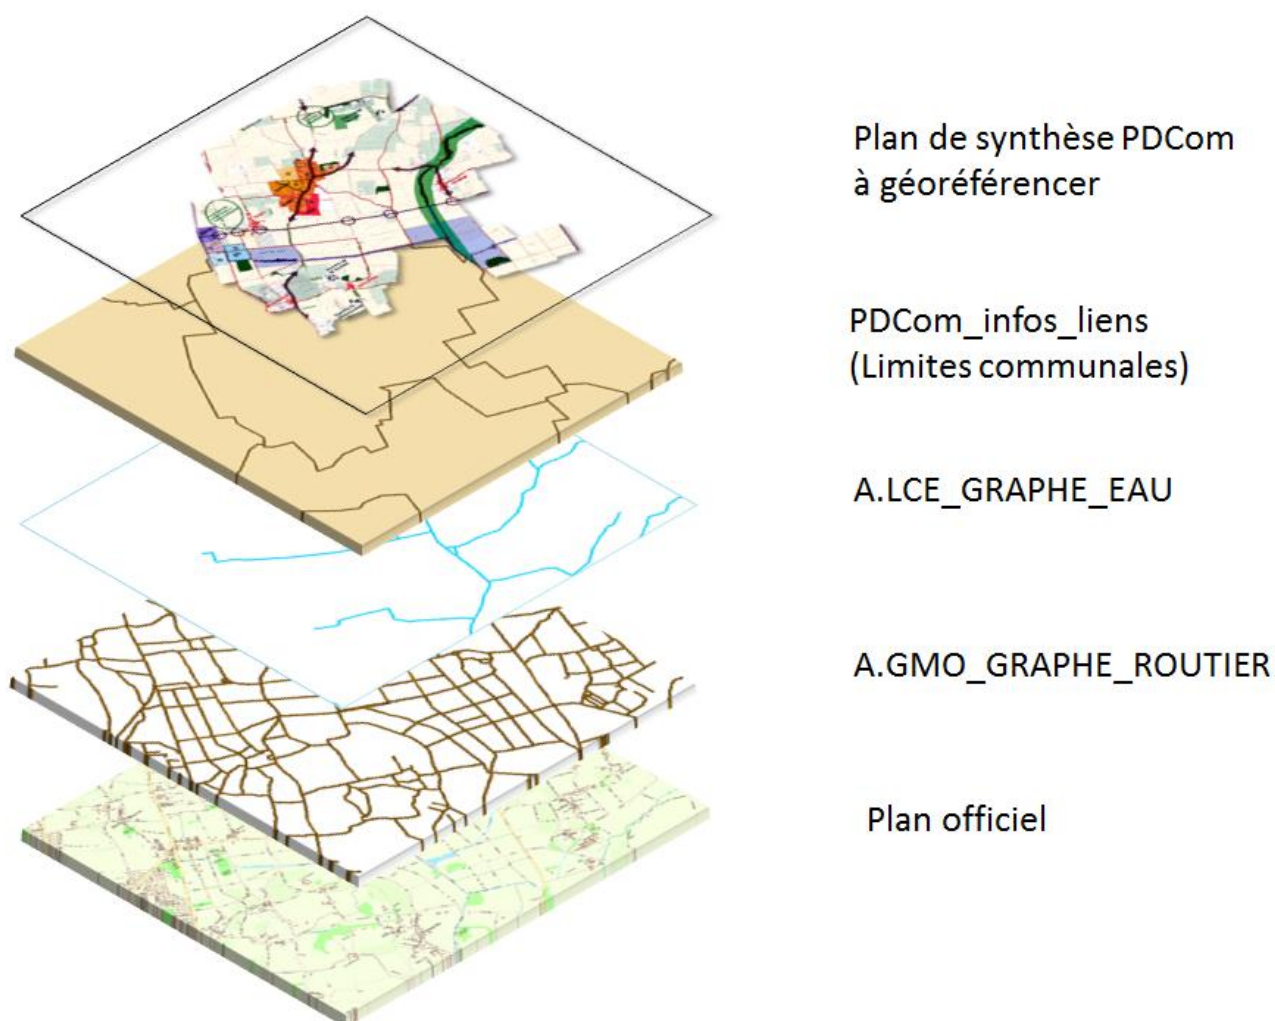 Plan de synthèse PDCom
à géoréférencer
PDCom_infos_liens
(Limites communales)
A.LCE_GRAPHE_EAU
A.GMO_GRAPHE_ROUTIER
Plan officiel